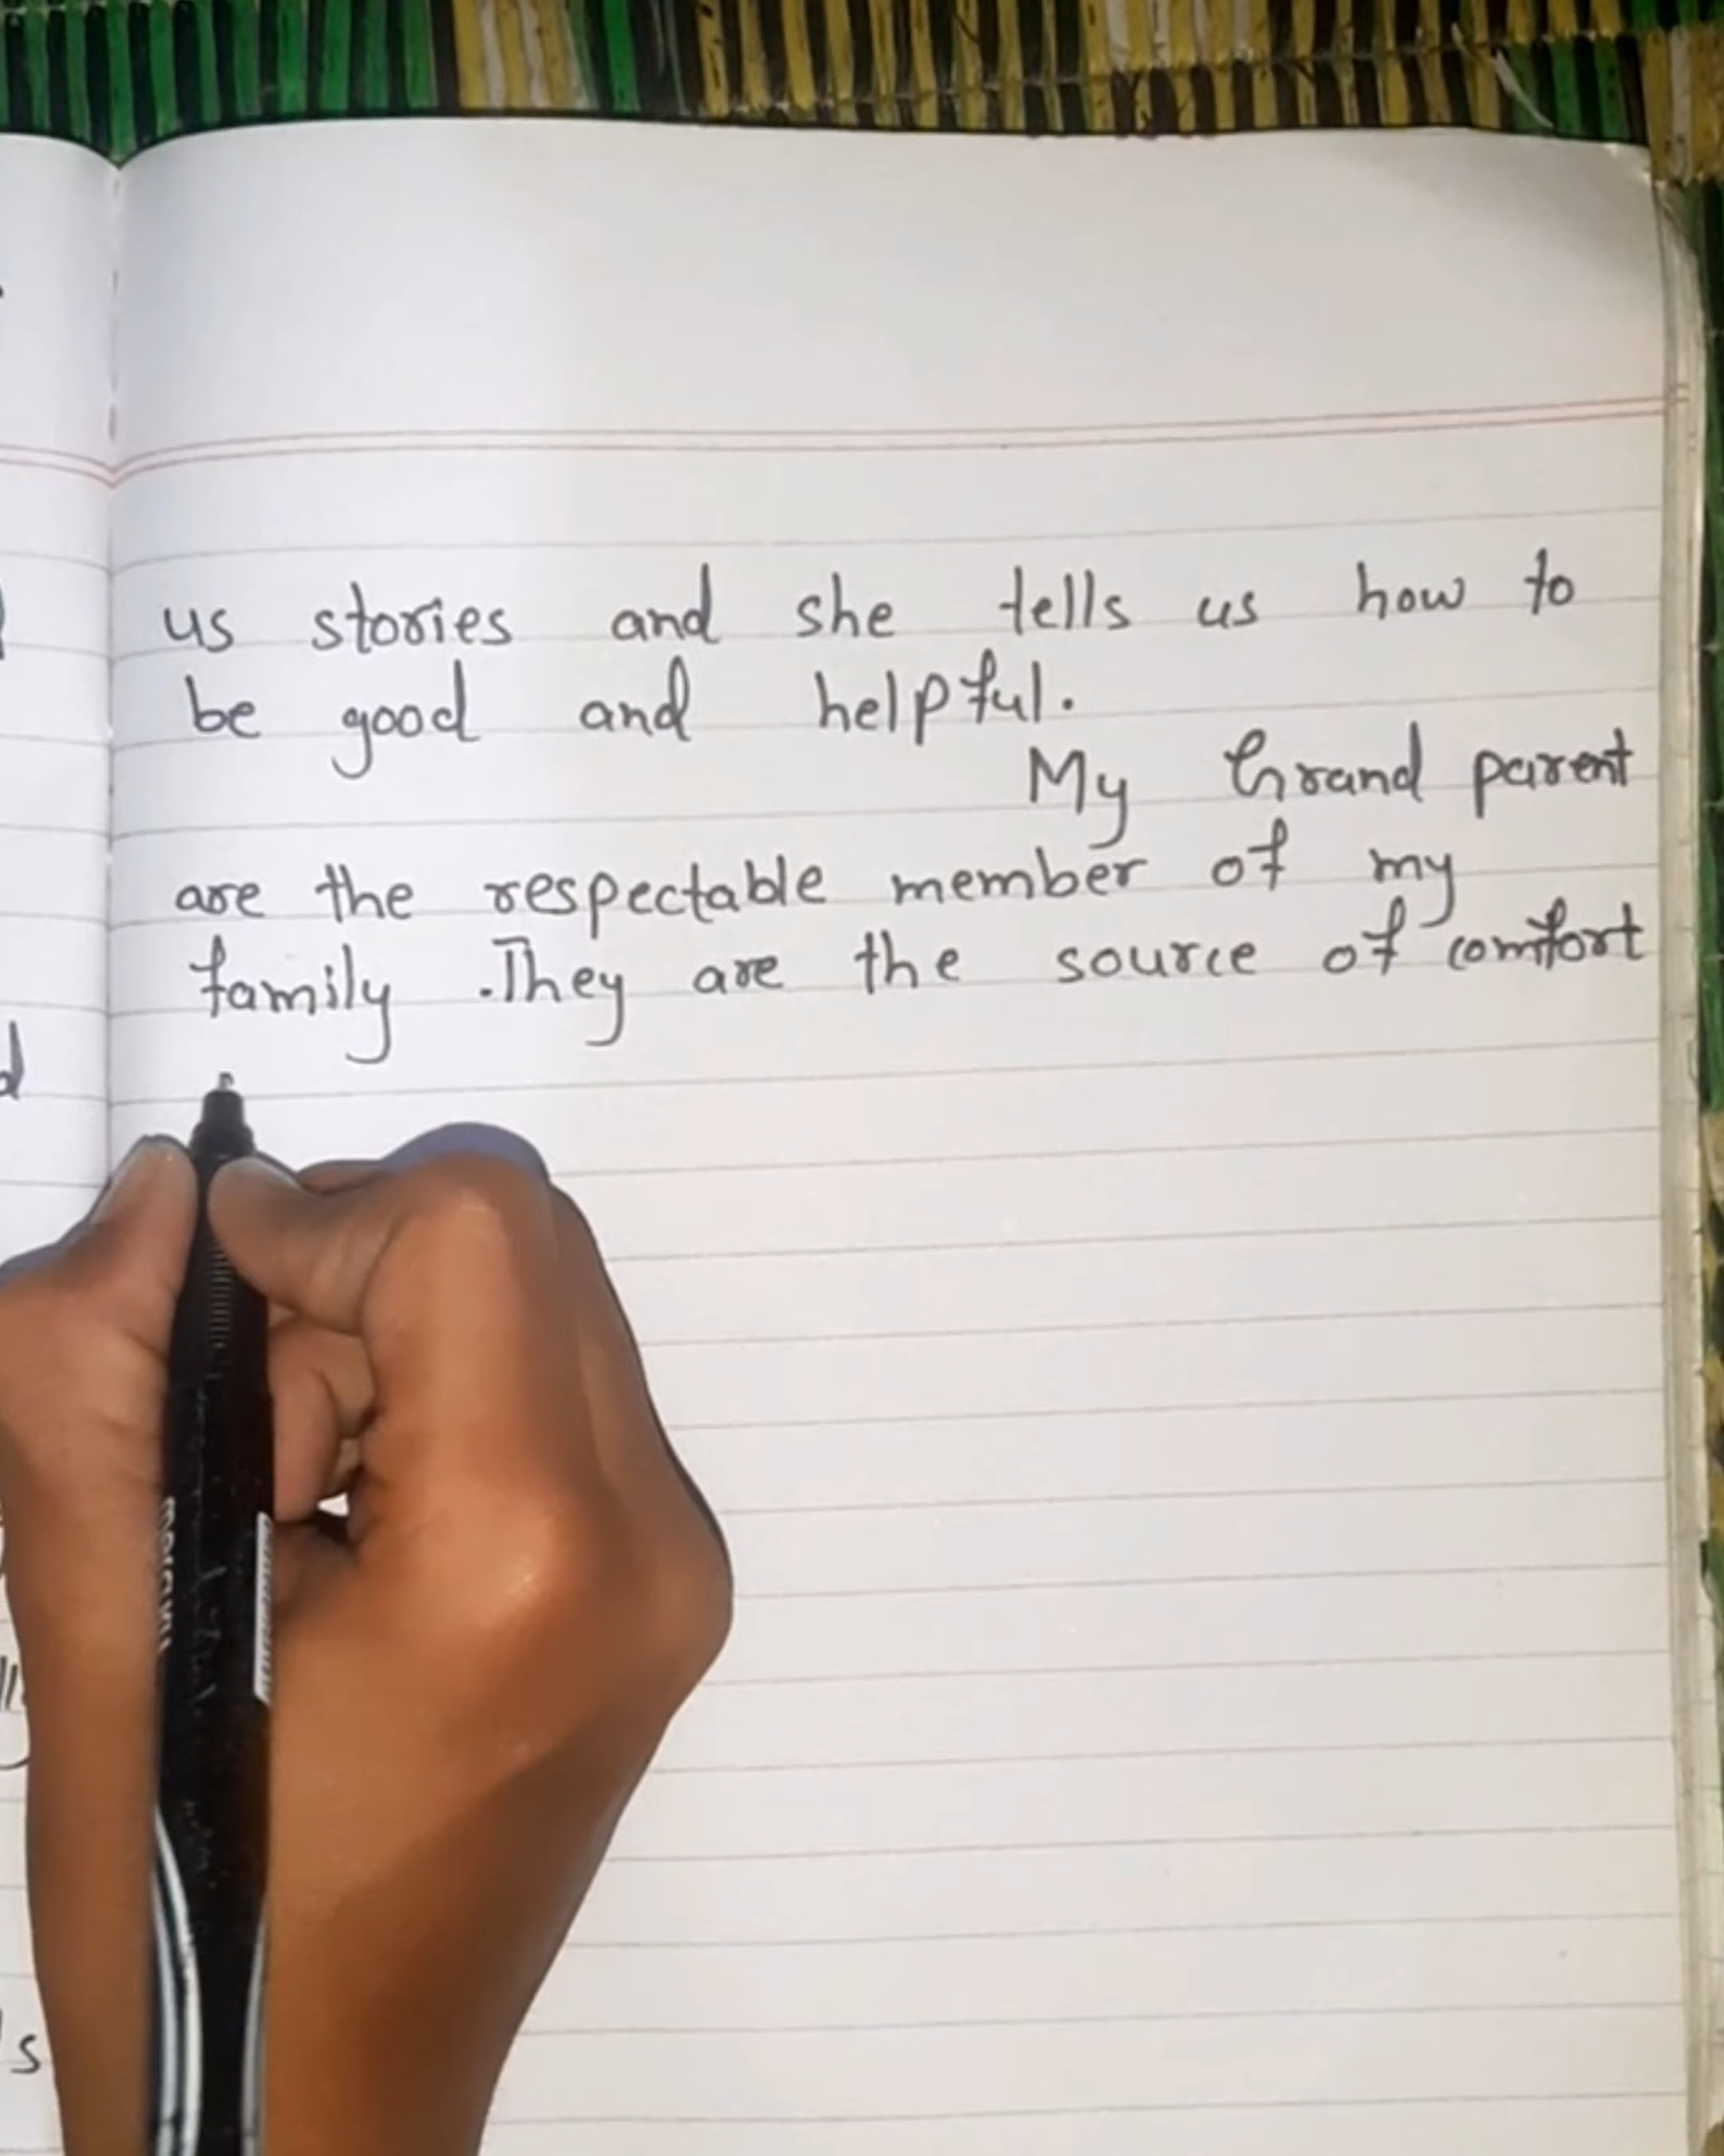 us stories and she tells us how to
be good and helpful.
My Grand parent
are the respectable member of my
family .They are the source of comfort